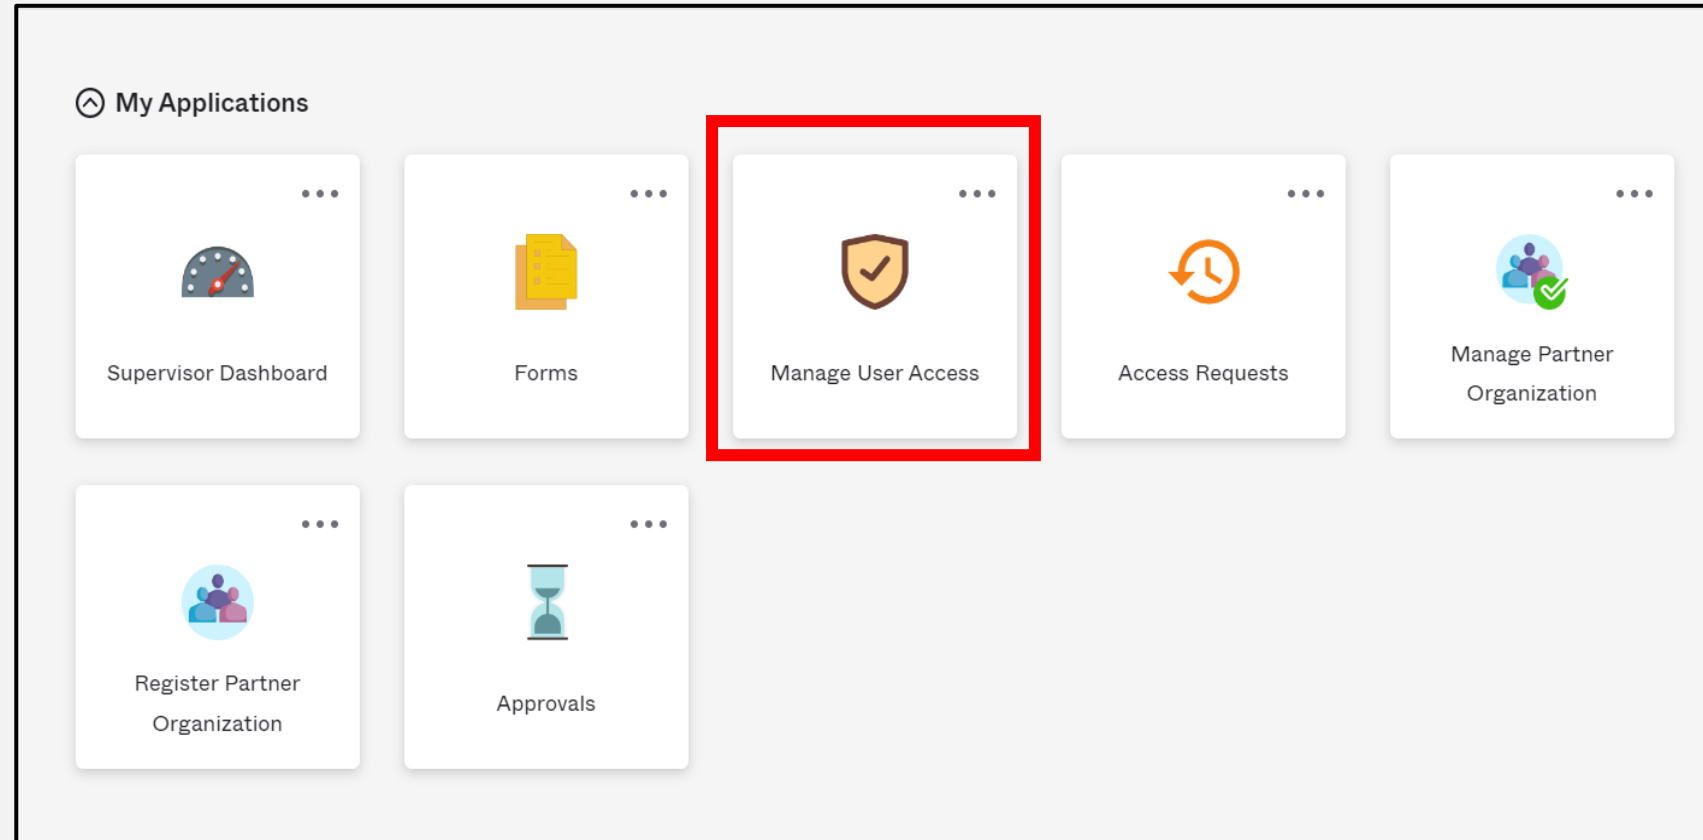 My Applications
Supervisor Dashboard
Forms
Manage User Access
Access Requests
Manage Partner
Organization
Register Partner
Organization
Approvals